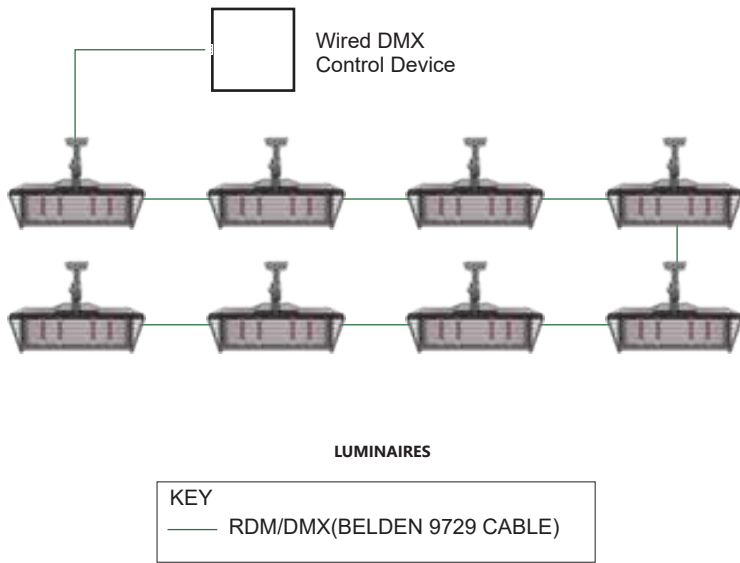 Wired DMX
Control Device
LUMINAIRES
KEY
RDM/DMX(BELDEN 9729 CABLE)